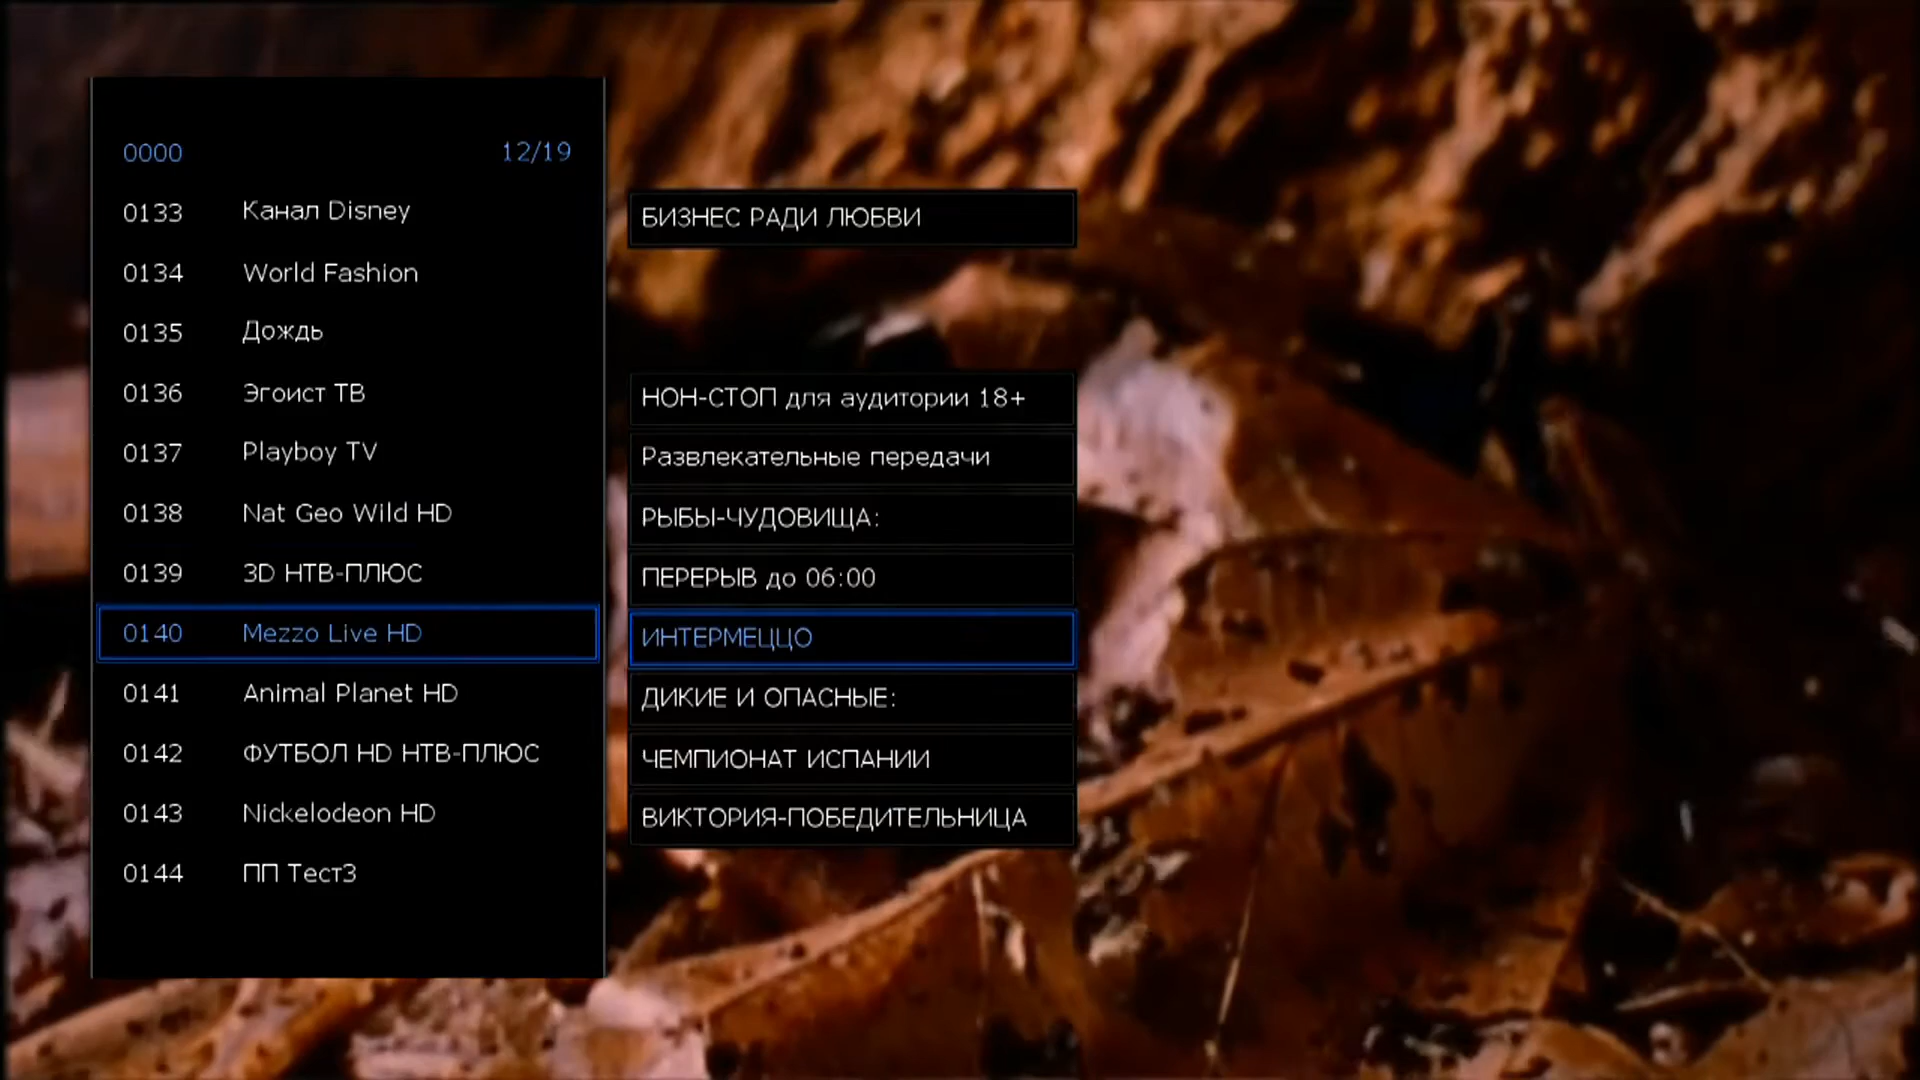 0000 12/19
0133 Канал Disney БИЗНЕС РАДИ ЛЮБВИ
0134 World Fashion
0135 Дождь
0136 Эгоист ТВ НОН-СТОП для аудитории 18+
0137 Playboy TV Развлекательные передачи
0138 Nat Geo Wild HD РЫБЫ-ЧУДОВИЩА:
0139 3D НТВ-ПЛЮС ПЕРЕРЫВ до 06:00
0140 Mezzo Live HD ИНТЕРМЕЦЦО
0141 Animal Planet HD ДИКИЕ И ОПАСНЫЕ:
0142 ФУТБОЛ HD НТВ-ПЛЮС ЧЕМПИОНАТ ИСПАНИИ
0143 Nickelodeon HD ВИКТОРИЯ-ПОБЕДИТЕЛЬНИЦА
0144 ПП Тест3